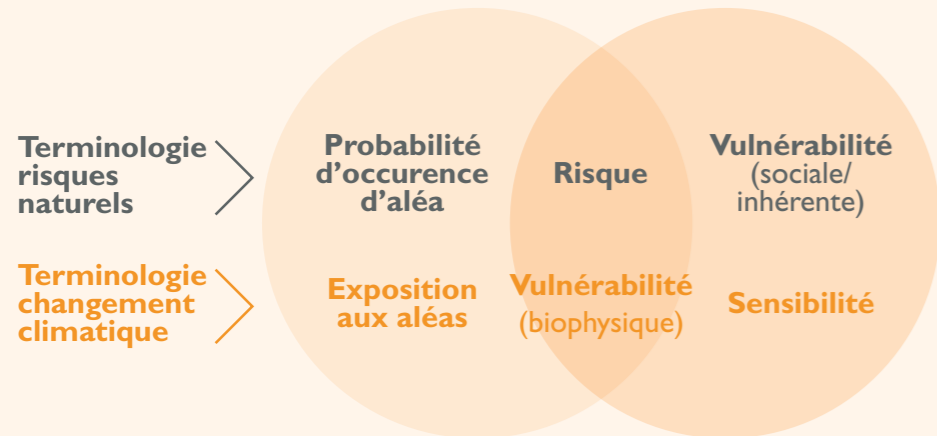 Terminologie
risques
naturels
Probabilité
d'occurence
d'aléa
Risque
Vulnérabilité
(sociale/
inhérente)
Terminologie
changement
climatique
Exposition
aux aléas
Vulnérabilité
(biophysique)
Sensibilité